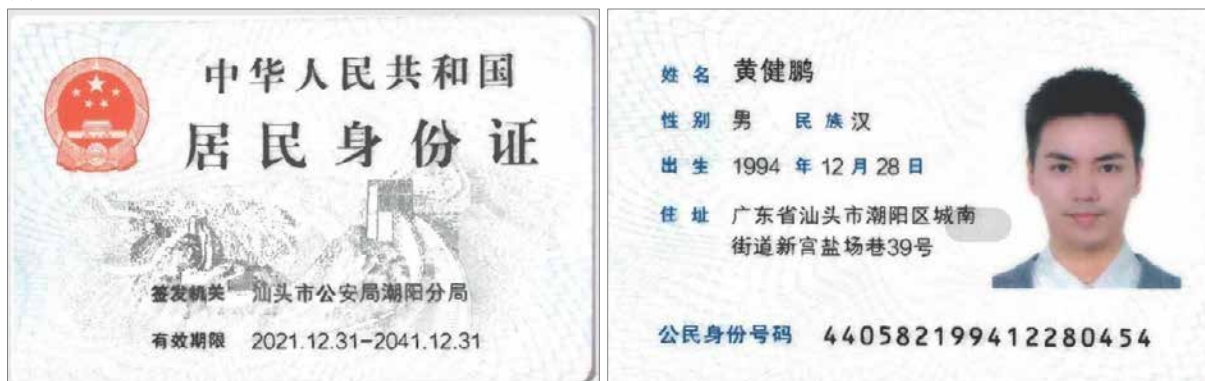 中华人民共和国
居民身份证
签发机关 汕头市公安局潮阳分局
有效期限 2021.12.31-2041.12.31
姓名 黄健鹏
性别 男 民族 汉
出生 1994 年 12 月 28 日
住址 广东省汕头市潮阳区城南
街道新宫盐场巷39号
公民身份号码 440582199412280454